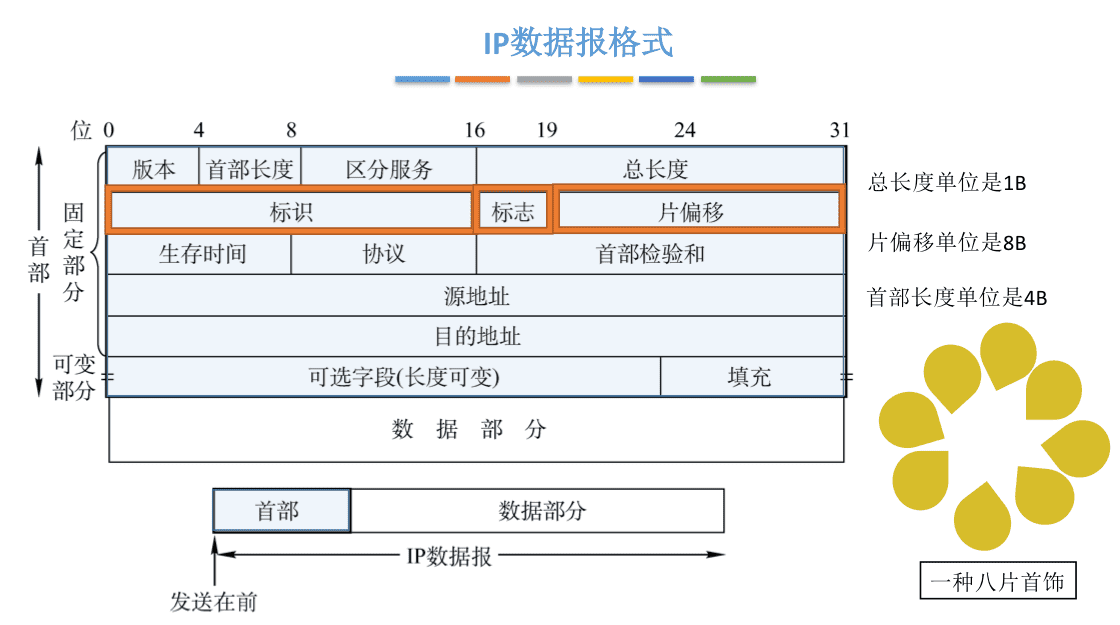 IP数据报格式
位 0 4 8 16 19 24 31
版本 首部长度 区分服务 总长度
标识 标志 片偏移
生存时间 协议 首部检验和
源地址
目的地址
可选字段(长度可变) 填充
数 据 部 分
首部
固定部分
可变
部分
总长度单位是1B
片偏移单位是8B
首部长度单位是4B
一种八片首饰
首部 数据部分
IP数据报
发送在前